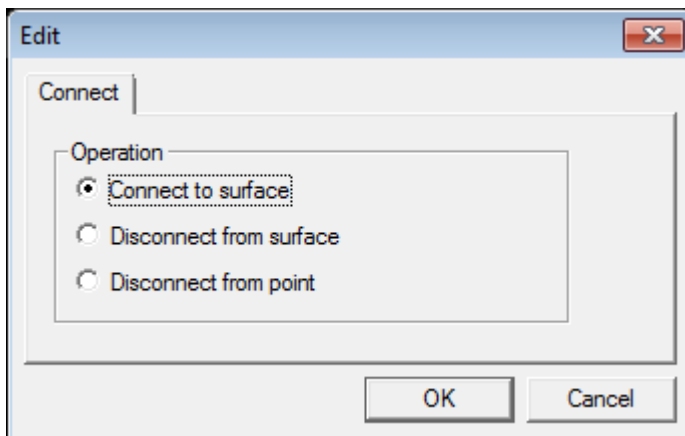 Edit
Connect
Operation
Connect to surface
Disconnect from surface
Disconnect from point
OK
Cancel